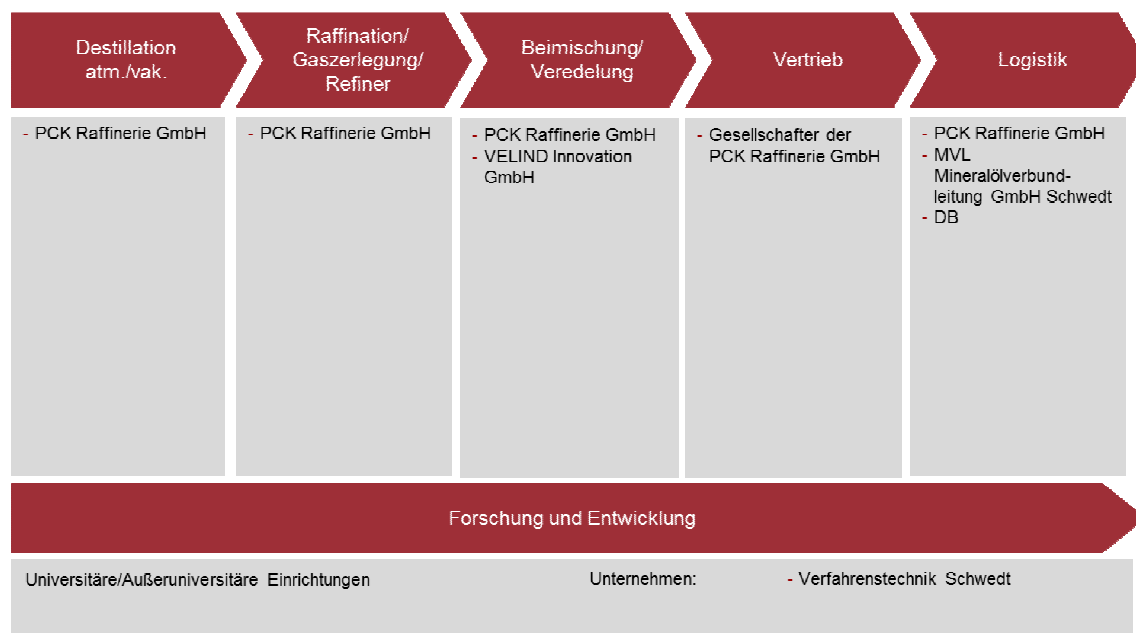 Destillation
atm./vak.
Raffination/
Gaszerlegung/
Refiner
Beimischung/
Veredelung
Vertrieb
Logistik
- PCK Raffinerie GmbH
- PCK Raffinerie GmbH
- PCK Raffinerie GmbH
- VELIND Innovation
GmbH
- Gesellschafter der
PCK Raffinerie GmbH
- PCK Raffinerie GmbH
- MVL
Mineralölverbund-
leitung GmbH Schwedt
- DB
Forschung und Entwicklung
Universitäre/Außeruniversitäre Einrichtungen
Unternehmen:
- Verfahrenstechnik Schwedt